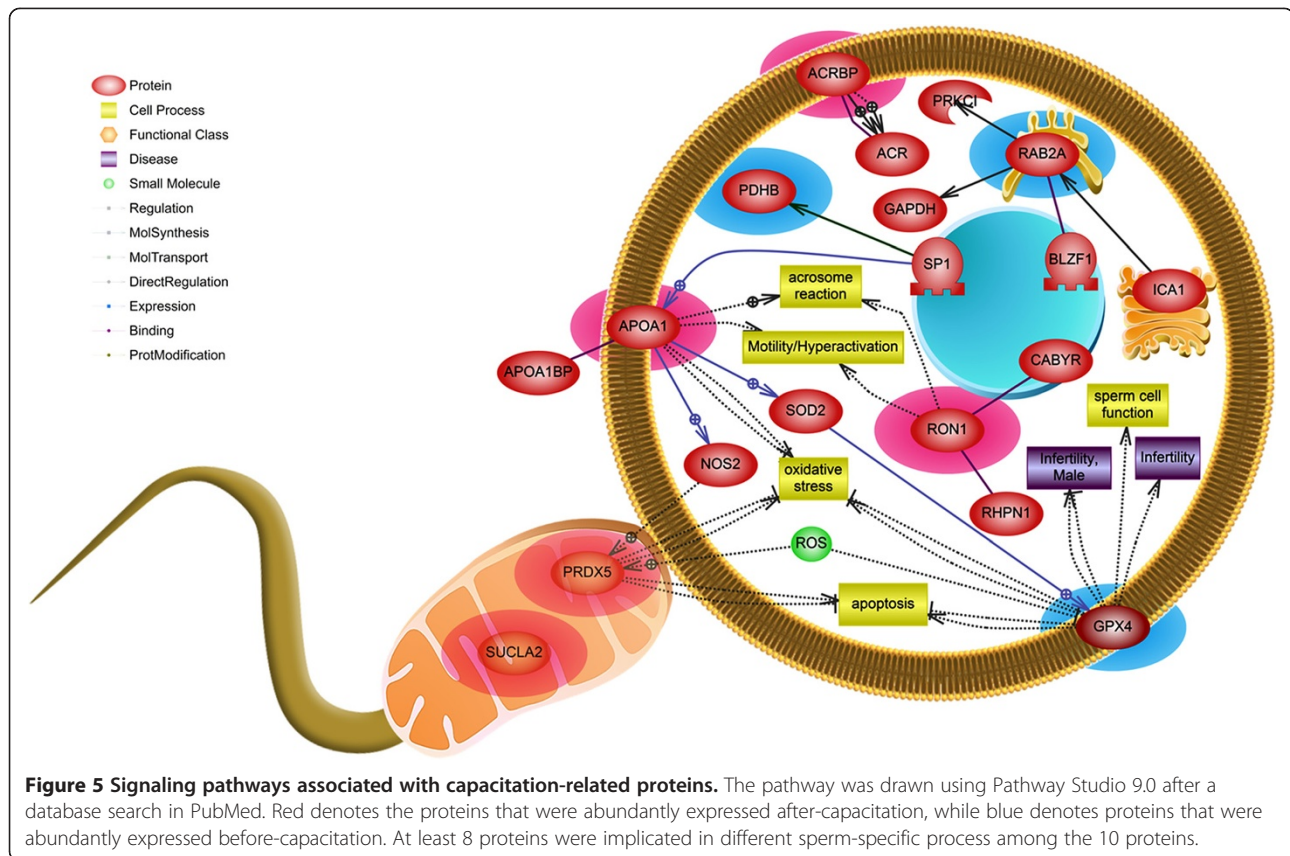 Protein
Cell Process
Functional Class
Disease
Small Molecule
Regulation
MolSynthesis
MolTransport
DirectRegulation
Expression
Binding
ProtModification
ACRBP
PRKCI
ACR
RAB2A
PDHB
GAPDH
SP1
BLZF1
ICA1
acrosome
reaction
APOA1
Motility/Hyperactivation
APOA1BP
CABYR
sperm cell
function
SOD2
RON1
NOS2
oxidative
stress
Infertility,
Male
Infertility
RHPN1
ROS
PRDX5
apoptosis
GPX4
SUCLA2
Figure 5 Signaling pathways associated with capacitation-related proteins. The pathway was drawn using Pathway Studio 9.0 after a
database search in PubMed. Red denotes the proteins that were abundantly expressed after-capacitation, while blue denotes proteins that were
abundantly expressed before-capacitation. At least 8 proteins were implicated in different sperm-specific process among the 10 proteins.